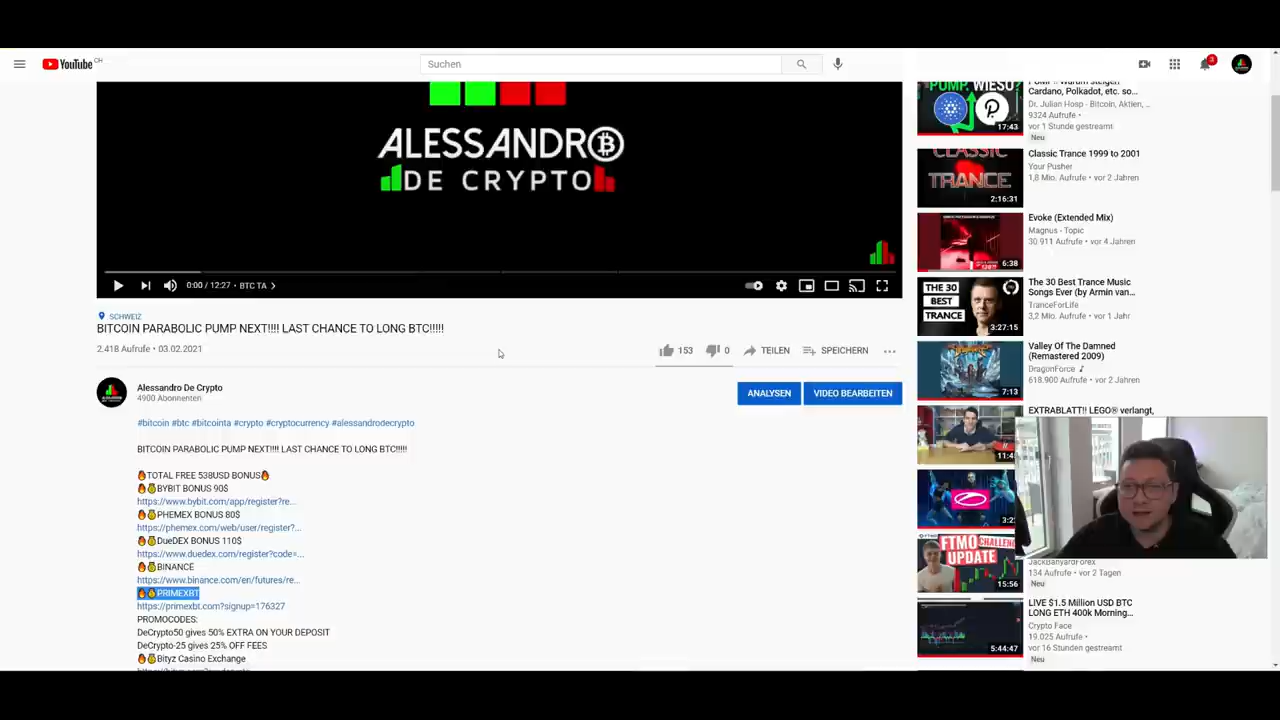 YouTube CH
Suchen
3
ALESSANDRO
DE CRYPTO
0:00 / 12:27 • BTC TA
SCHWEIZ
BITCOIN PARABOLIC PUMP NEXT!!!! LAST CHANCE TO LONG BTC!!!!!
2.418 Aufrufe • 03.02.2021
153
0
TEILEN
SPEICHERN
Alessandro De Crypto
4900 Abonnenten
ANALYSEN
VIDEO BEARBEITEN
#bitcoin #btc #bitcointa #crypto #cryptocurrency #alessandrodecrypto
BITCOIN PARABOLIC PUMP NEXT!!!! LAST CHANCE TO LONG BTC!!!!!
🔥TOTAL FREE 538USD BONUS🔥
🔥💰BYBIT BONUS 90$
https://www.bybit.com/app/register?re...
🔥💰PHEMEX BONUS 80$
https://phemex.com/web/user/register?...
🔥💰DueDEX BONUS 110$
https://www.duedex.com/register?code=...
🔥💰BINANCE
https://www.binance.com/en/futures/re...
🔥💰PRIMEXBT
https://primexbt.com?signup=176327
PROMOCODES:
DeCrypto50 gives 50% EXTRA ON YOUR DEPOSIT
DeCrypto-25 gives 25% OFF FEES
🔥💰Bityz Casino Exchange
PUMP. WIESO?
17:43
PUMP!! Warum steigen
Cardano, Polkadot, etc. so...
Dr. Julian Hosp - Bitcoin, Aktien, ...
9324 Aufrufe •
vor 1 Stunde gestreamt
Neu
CLASSIC
TRANCE
2:16:31
Classic Trance 1999 to 2001
Your Pusher
1,8 Mio. Aufrufe • vor 2 Jahren
6:38
Evoke (Extended Mix)
Magnus - Topic
30 911 Aufrufe • vor 4 Jahren
THE 30
BEST
TRANCE
3:27:15
The 30 Best Trance Music
Songs Ever (by Armin van...
TranceForLife
3,2 Mio. Aufrufe • vor 1 Jahr
7:13
Valley Of The Damned
(Remastered 2009)
DragonForce
618.900 Aufrufe • vor 2 Jahren
EXTRABLATT!! LEGO® verlangt,
FTMO CHALLENGE
UPDATE
15:56
JackBanyardForex
134 Aufrufe • vor 2 Tagen
Neu
5:44:47
LIVE $1.5 Million USD BTC
LONG ETH 400k Morning...
Crypto Face
19.025 Aufrufe •
vor 16 Stunden gestreamt
Neu